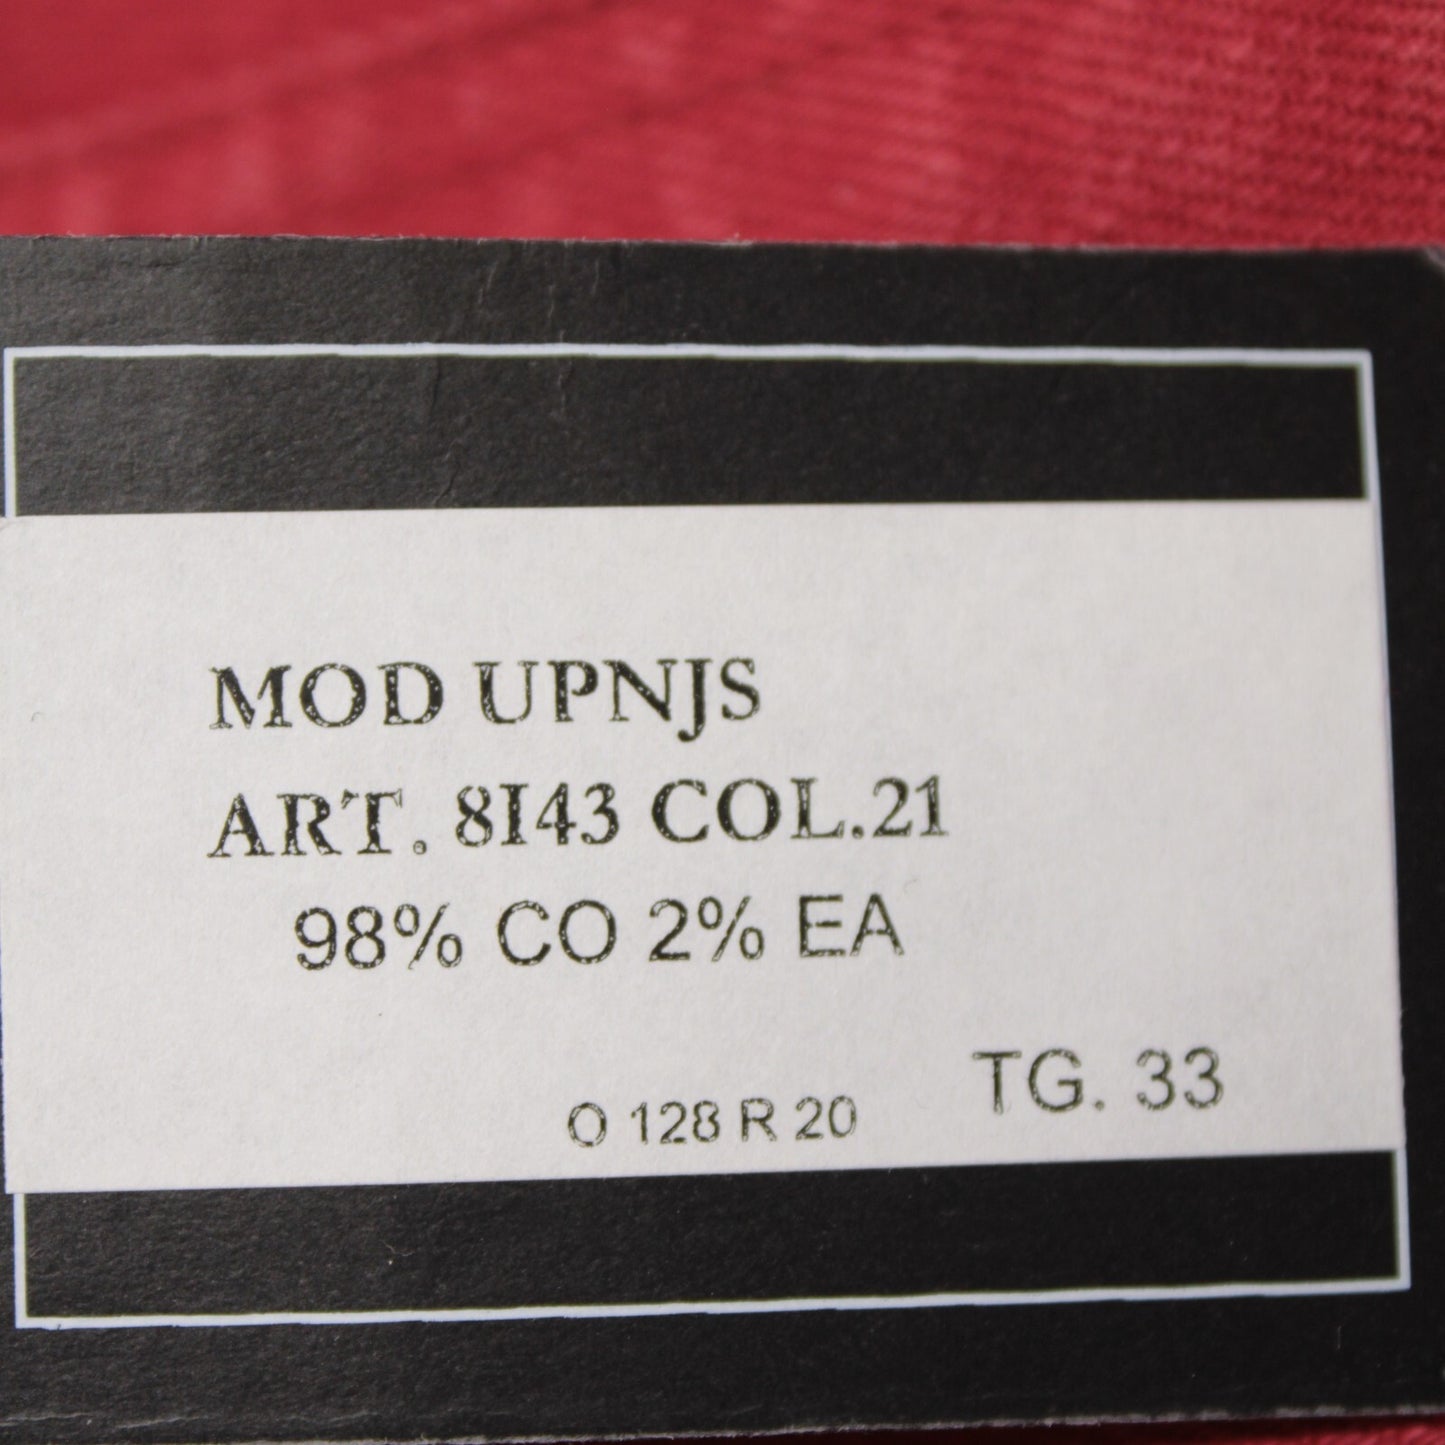 MOD UPNJS
ART. 8I43 COL.21
98% CO 2% EA
O 128 R 20 TG. 33